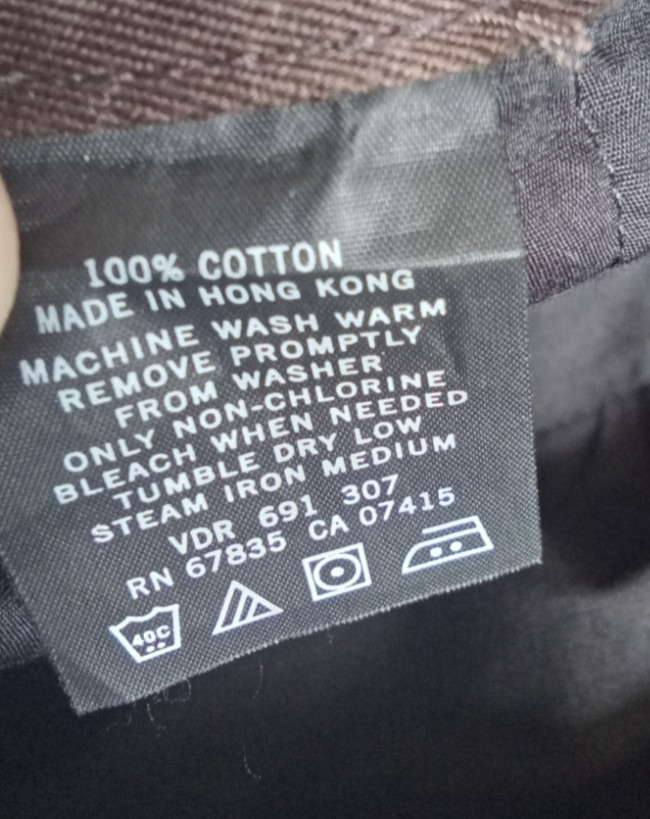 100% COTTON
MADE IN HONG KONG
MACHINE WASH WARM
REMOVE PROMPTLY
FROM WASHER
ONLY NON-CHLORINE
BLEACH WHEN NEEDED
TUMBLE DRY LOW
STEAM IRON MEDIUM
VDR 691 307
RN 67835 CA 07415
40C